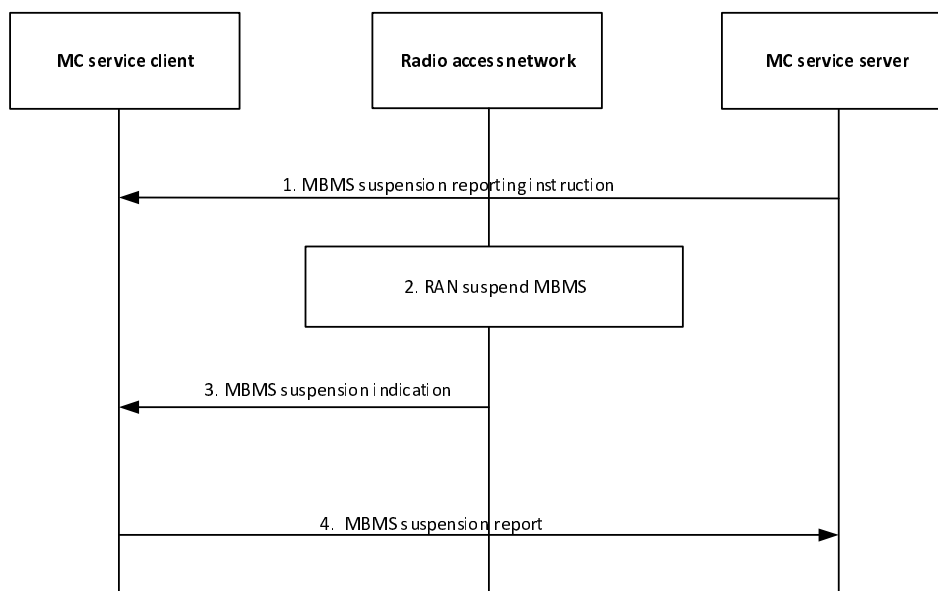 MC service client
Radio access network
MC service server
1. MBMS suspension reporting instruction
2. RAN suspend MBMS
3. MBMS suspension indication
4. MBMS suspension report